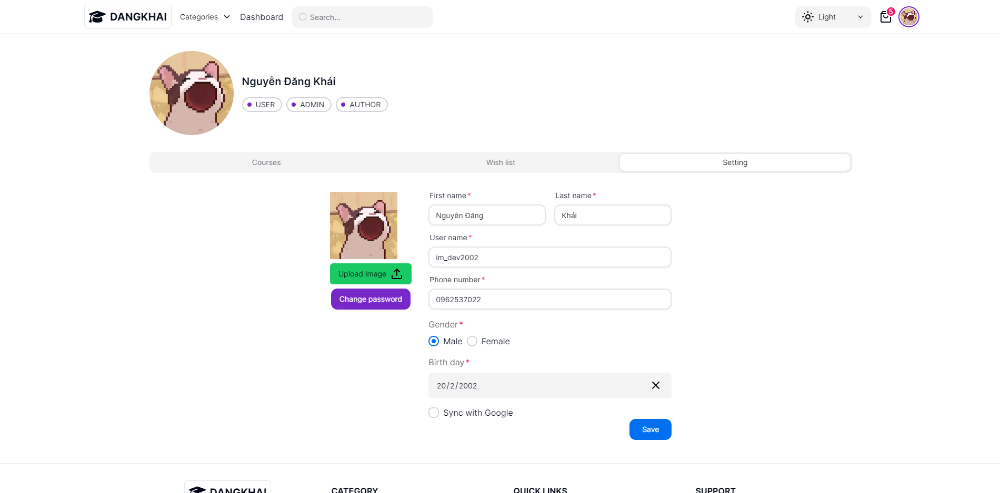 DANGKHAI Categories Dashboard Search... Light 5
Nguyễn Đăng Khải
USER ADMIN AUTHOR
Courses Wish list Setting
First name* Last name*
Nguyễn Đăng Khải
User name*
im_dev2002
Upload Image
Phone number*
Change password
0962537022
Gender*
Male Female
Birth day*
20/2/2002
Sync with Google
Save
DANGKHAI CATEGORY QUICK LINKS SUPPORT